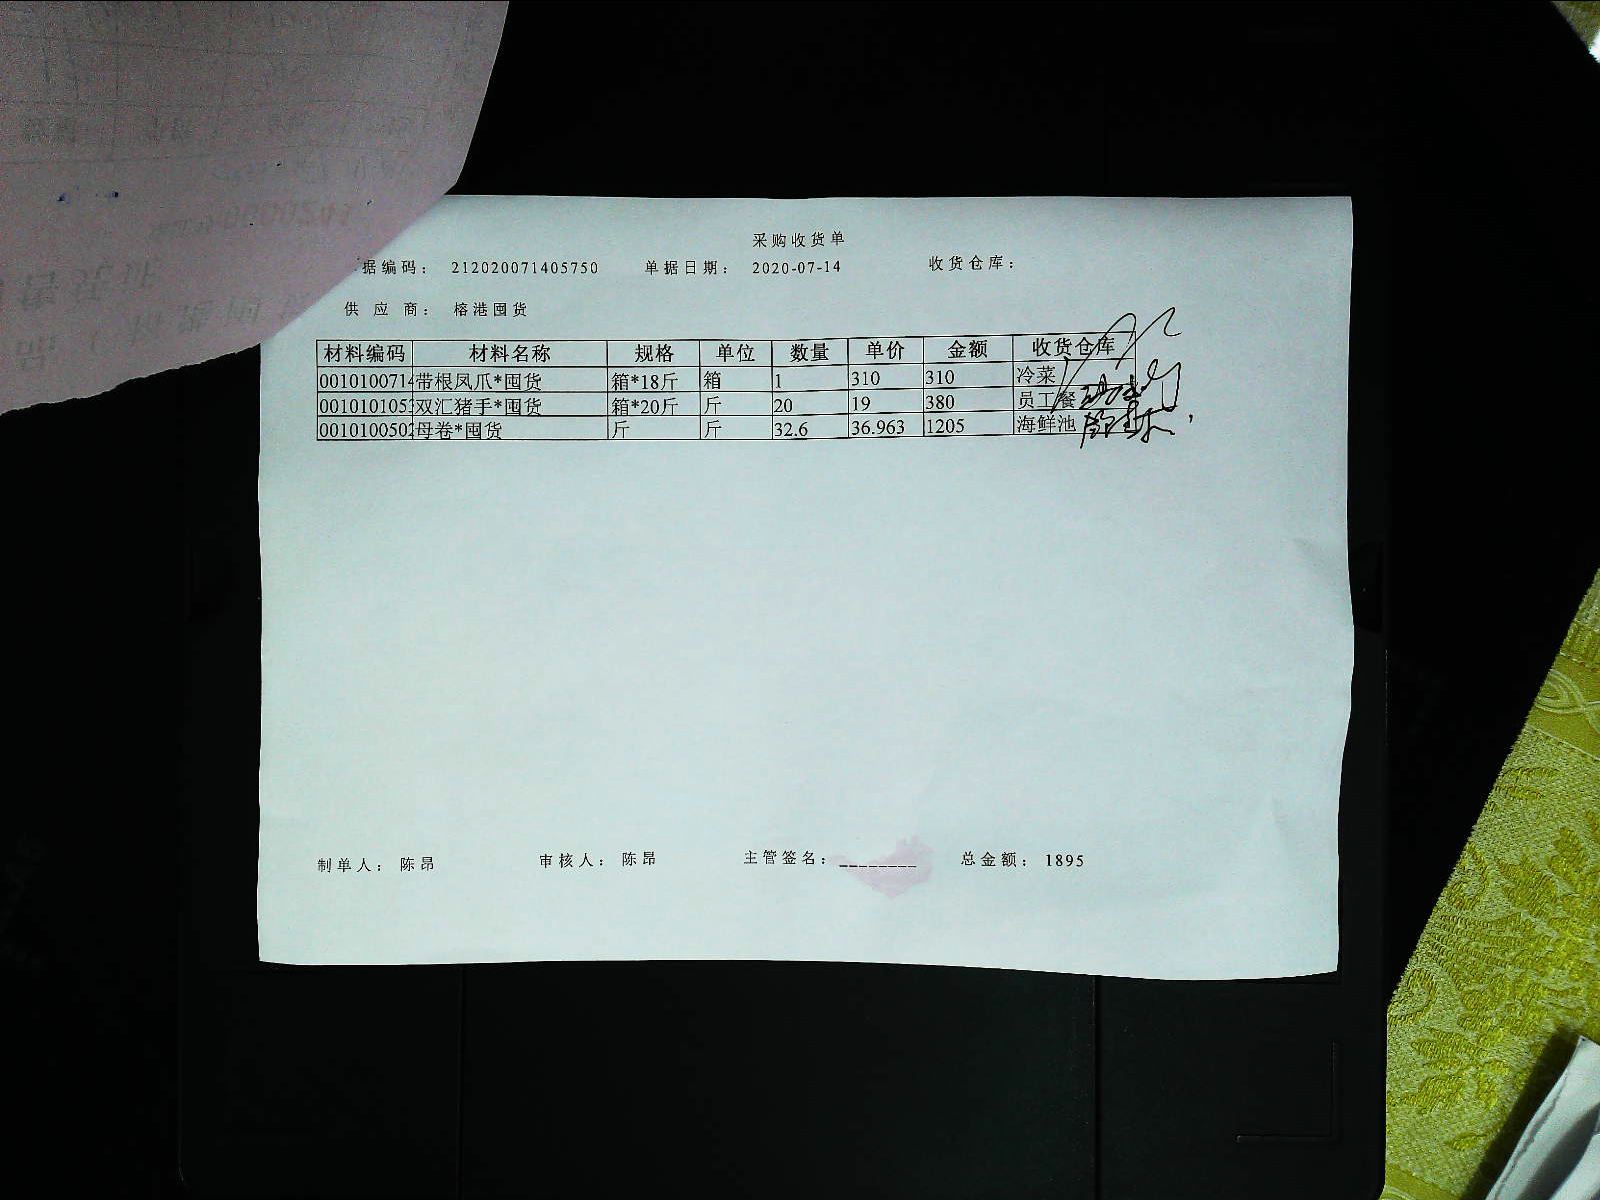 采购收货单
据编码： 212020071405750 单据日期： 2020-07-14 收货仓库：
供应商： 榕港囤货
材料编码 材料名称 规格 单位 数量 单价 金额 收货仓库
0010100714 带根凤爪*囤货 箱*18斤 箱 1 310 310 冷菜
0010101053 双汇猪手*囤货 箱*20斤 斤 20 19 380 员工餐
0010100502 母卷*囤货 斤 斤 32.6 36.963 1205 海鲜池
制单人： 陈昂 审核人： 陈昂 主管签名：________ 总金额： 1895